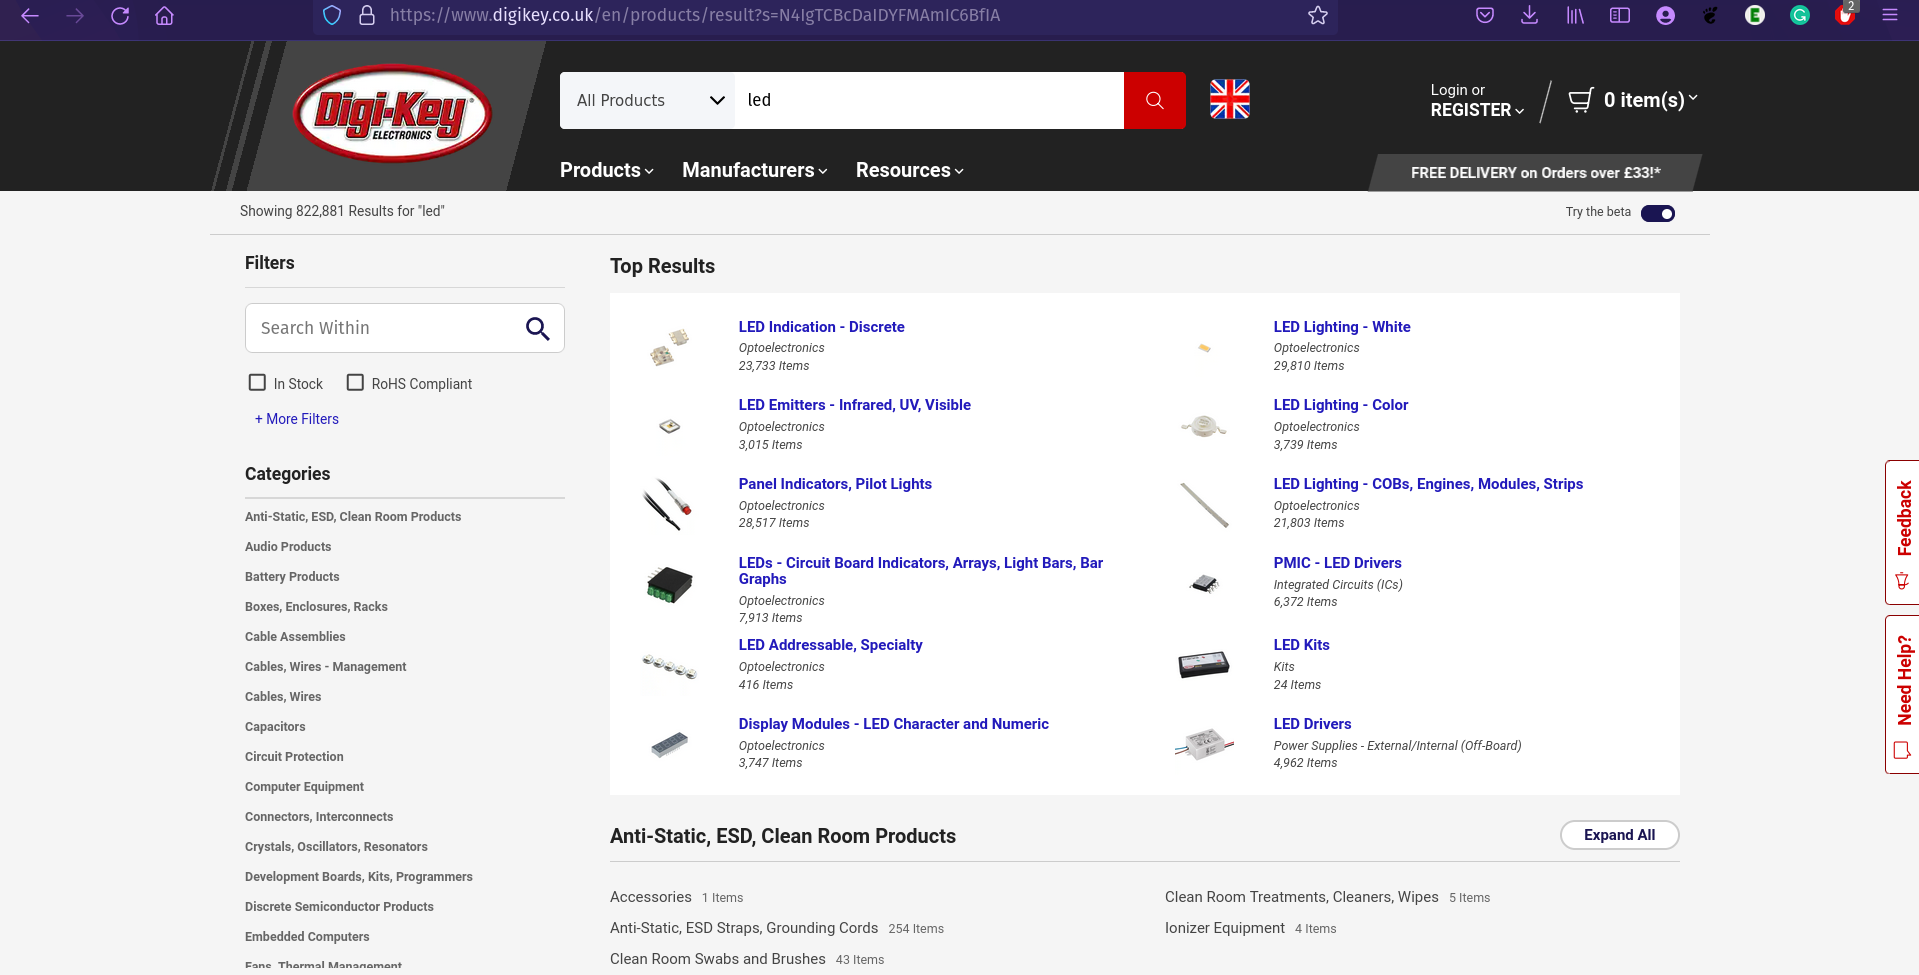 https://www.digikey.co.uk/en/products/result?s=N4IgTCBcDaIDYFMAmIC6BfIA
2
Digi-Key®
ELECTRONICS
All Products
led
Login or
REGISTER
0 item(s)
Products
Manufacturers
Resources
FREE DELIVERY on Orders over £33!*
Showing 822,881 Results for "led"
Try the beta
Filters
Search Within
In Stock
RoHS Compliant
+ More Filters
Categories
Anti-Static, ESD, Clean Room Products
Audio Products
Battery Products
Boxes, Enclosures, Racks
Cable Assemblies
Cables, Wires - Management
Cables, Wires
Capacitors
Circuit Protection
Computer Equipment
Connectors, Interconnects
Crystals, Oscillators, Resonators
Development Boards, Kits, Programmers
Discrete Semiconductor Products
Embedded Computers
Fans, Thermal Management
Top Results
LED Indication - Discrete
Optoelectronics
23,733 Items
LED Lighting - White
Optoelectronics
29,810 Items
LED Emitters - Infrared, UV, Visible
Optoelectronics
3,015 Items
LED Lighting - Color
Optoelectronics
3,739 Items
Panel Indicators, Pilot Lights
Optoelectronics
28,517 Items
LED Lighting - COBs, Engines, Modules, Strips
Optoelectronics
21,803 Items
LEDs - Circuit Board Indicators, Arrays, Light Bars, Bar
Graphs
Optoelectronics
7,913 Items
PMIC - LED Drivers
Integrated Circuits (ICs)
6,372 Items
LED Addressable, Specialty
Optoelectronics
416 Items
LED Kits
Kits
24 Items
Display Modules - LED Character and Numeric
Optoelectronics
3,747 Items
LED Drivers
Power Supplies - External/Internal (Off-Board)
4,962 Items
Anti-Static, ESD, Clean Room Products
Expand All
Accessories 1 Items
Clean Room Treatments, Cleaners, Wipes 5 Items
Anti-Static, ESD Straps, Grounding Cords 254 Items
Ionizer Equipment 4 Items
Clean Room Swabs and Brushes 43 Items
Feedback
Need Help?